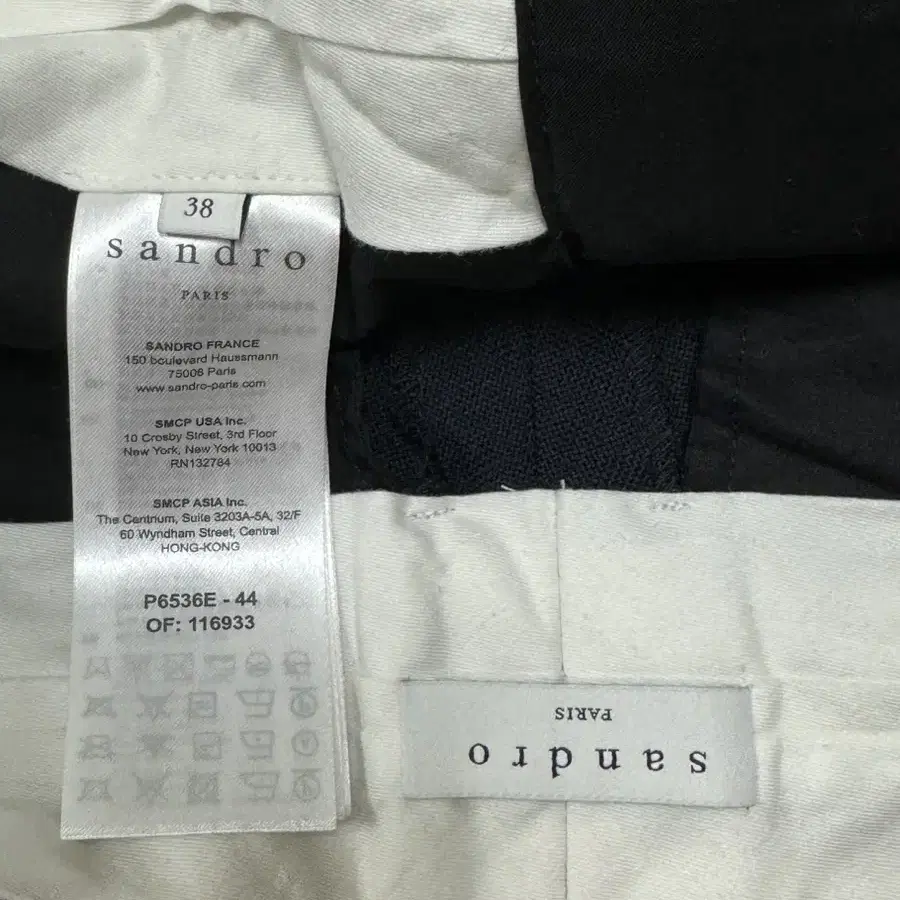 38
sandro
PARIS
SANDRO FRANCE
150 boulevard Haussmann
75008 Paris
www.sandro-paris.com
SMCP USA Inc.
10 Crosby Street, 3rd Floor
New York, New York 10013
RN132784
SMCP ASIA Inc.
The Centrium, Suite 3203A-5A, 32/F
60 Wyndham Street, Central
HONG-KONG
P6536E - 44
OF: 116933
sandro
PARIS